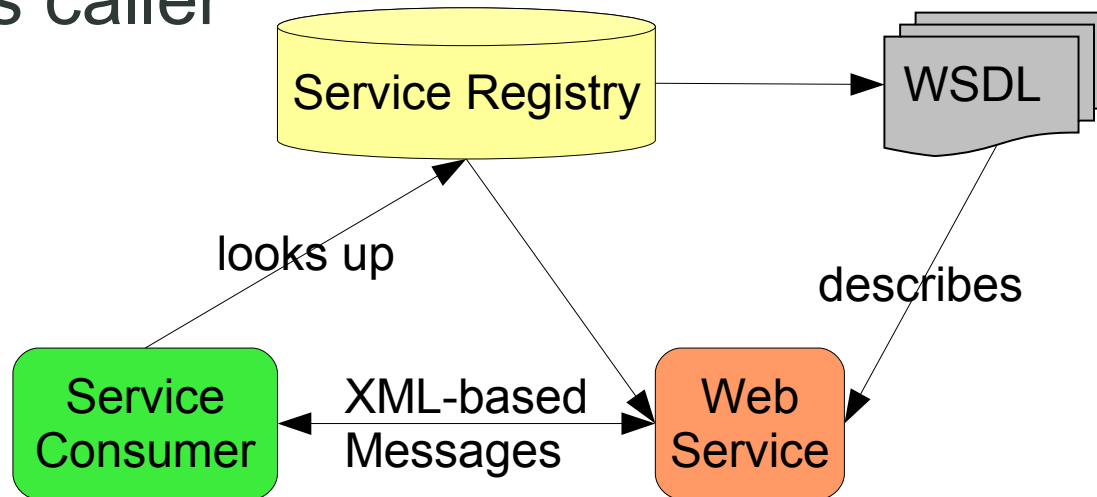 s caller
Service Registry
WSDL
looks up
describes
Service
Consumer
XML-based
Messages
Web
Service